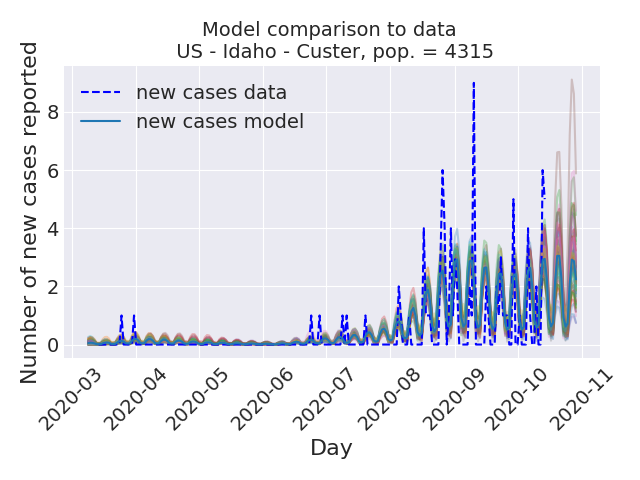 Model comparison to data
US - Idaho - Custer, pop. = 4315
Number of new cases reported
new cases data
new cases model
8
6
4
2
0
2020-03
2020-04
2020-05
2020-06
2020-07
2020-08
2020-09
2020-10
2020-11
Day